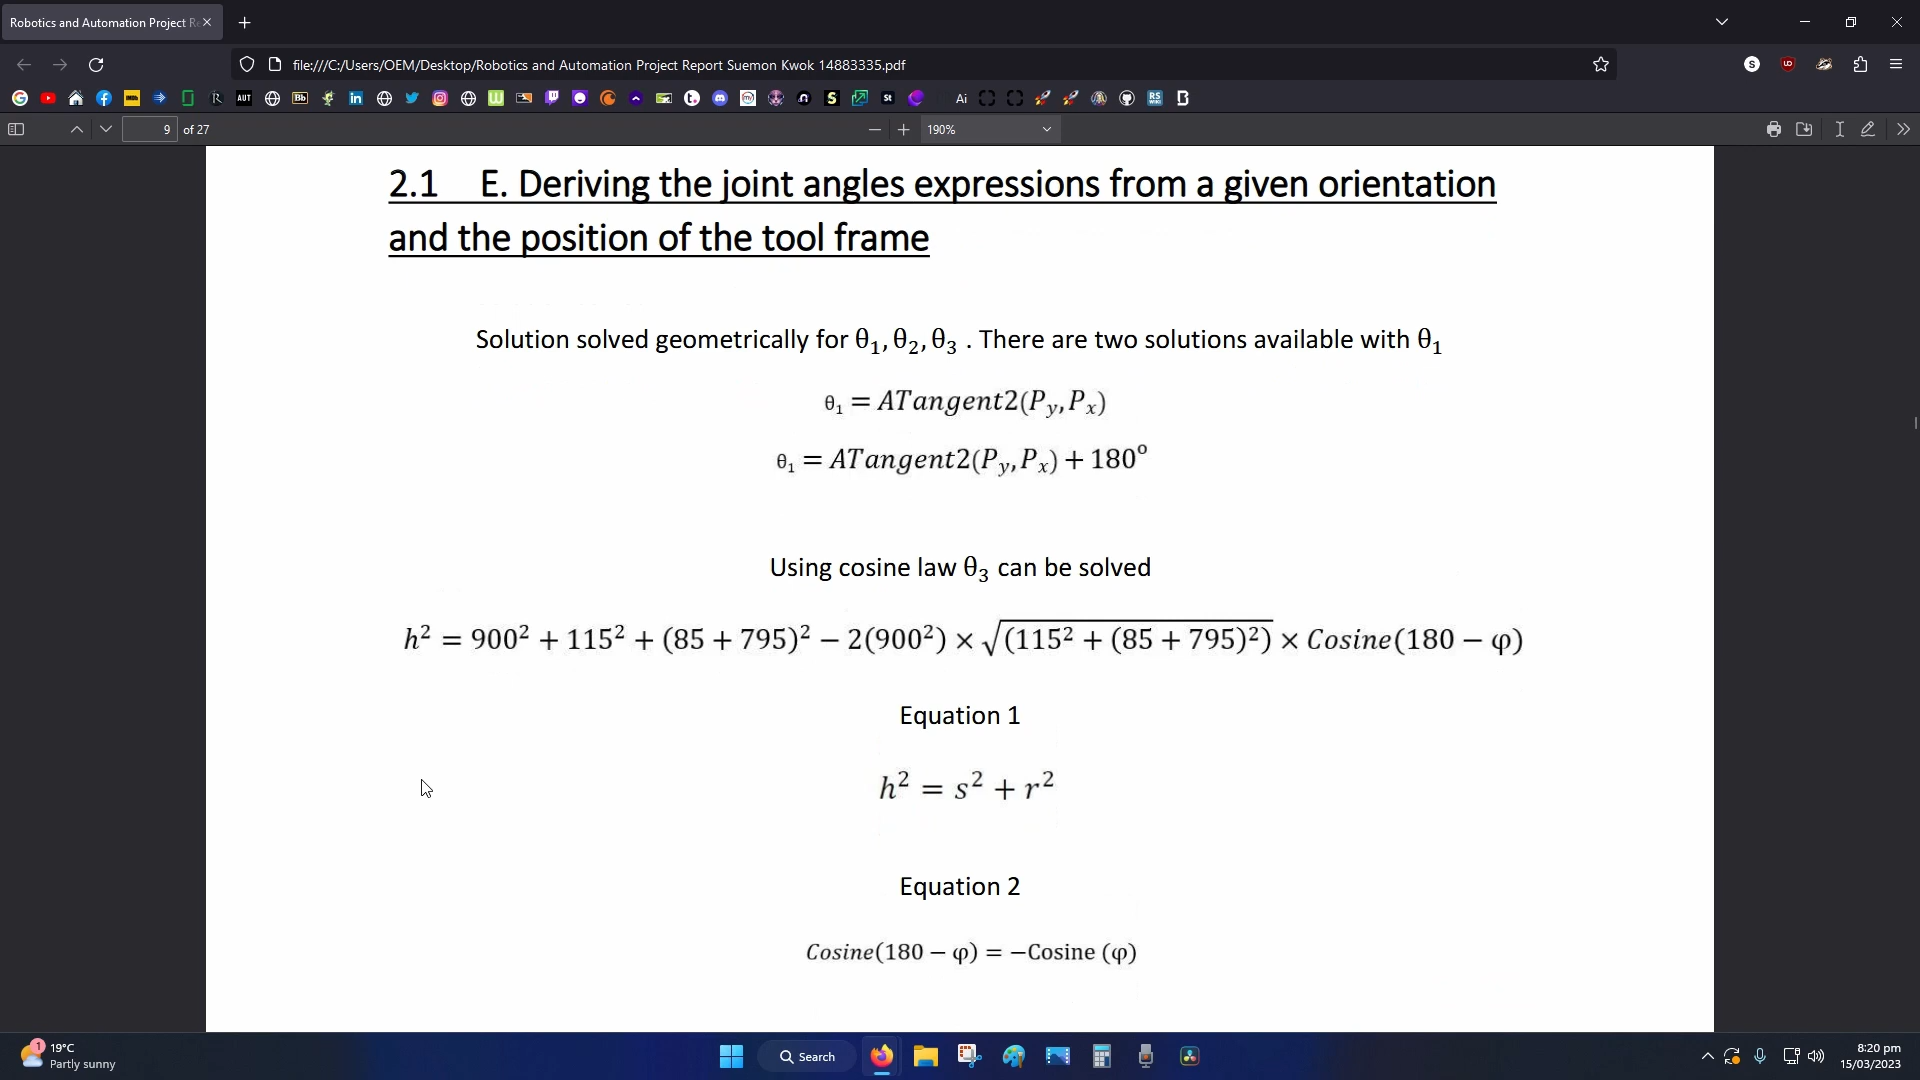 Robotics and Automation Project Re
file:///C:/Users/OEM/Desktop/Robotics and Automation Project Report Suemon Kwok 14883335.pdf
9 of 27
190%
2.1 E. Deriving the joint angles expressions from a given orientation
and the position of the tool frame
Solution solved geometrically for θ₁, θ₂, θ₃ . There are two solutions available with θ₁
θ₁ = ATangent2(Pᵧ, Pₓ)
θ₁ = ATangent2(Pᵧ, Pₓ) + 180°
Using cosine law θ₃ can be solved
h² = 900² + 115² + (85 + 795)² − 2(900²) × √(115² + (85 + 795)²) × Cosine(180 − φ)
Equation 1
h² = s² + r²
Equation 2
Cosine(180 − φ) = −Cosine (φ)
1
19°C
Partly sunny
Search
8:20 pm
15/03/2023